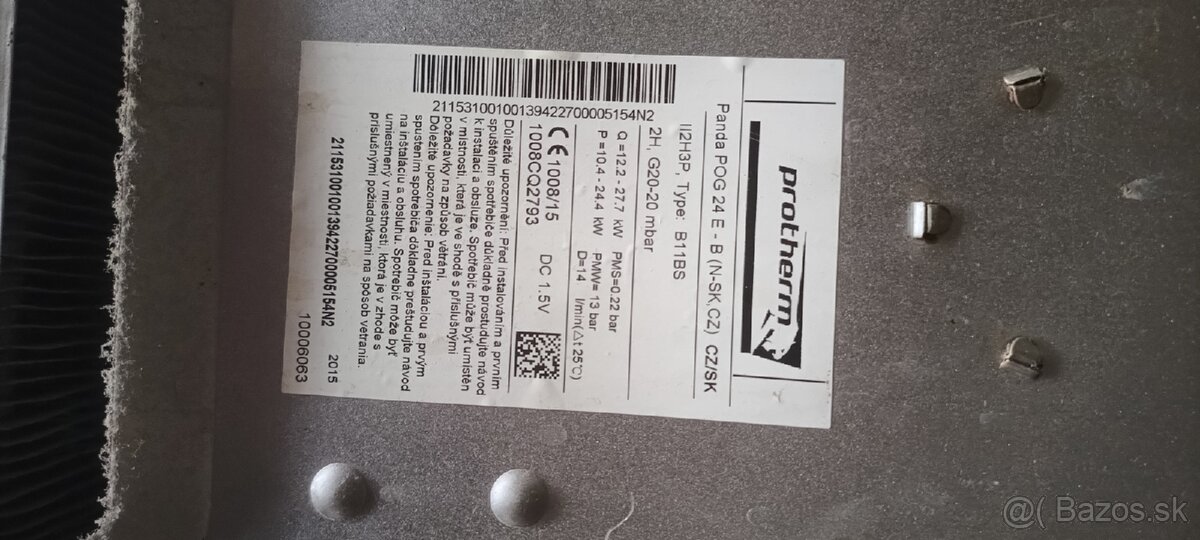 protherm
Panda POG 24 E - B (N-SK,CZ) CZ/SK
II2H3P, Type: B11BS
2H, G20-20 mbar
Q =12.2 - 27.7 kW PMS=0.22 bar
P =10.4 - 24.4 kW PMW= 13 bar
D=14 l/min(△t 25℃)
CE 1008/15 DC 1.5V
1008CQ2793
Důležité upozornění: Před instalováním a prvním
spuštěním spotřebiče důkladně prostudujte návod
k instalaci a obsluze. Spotřebič může být umístěn
v místnosti, která je ve shodě s příslušnými
požadavky na způsob větrání.
Dôležité upozornenie: Pred inštaláciou a prvým
spustením spotrebiča dôkladne preštudujte návod
na inštaláciu a obsluhu. Spotrebič môže byť
umiestnený v miestnosti, ktorá je v zhode s
príslušnými požiadavkami na spôsob vetrania.
21153100100139422700005154N2
21153100100139422700005154N2 2015
10006063
@( Bazos.sk